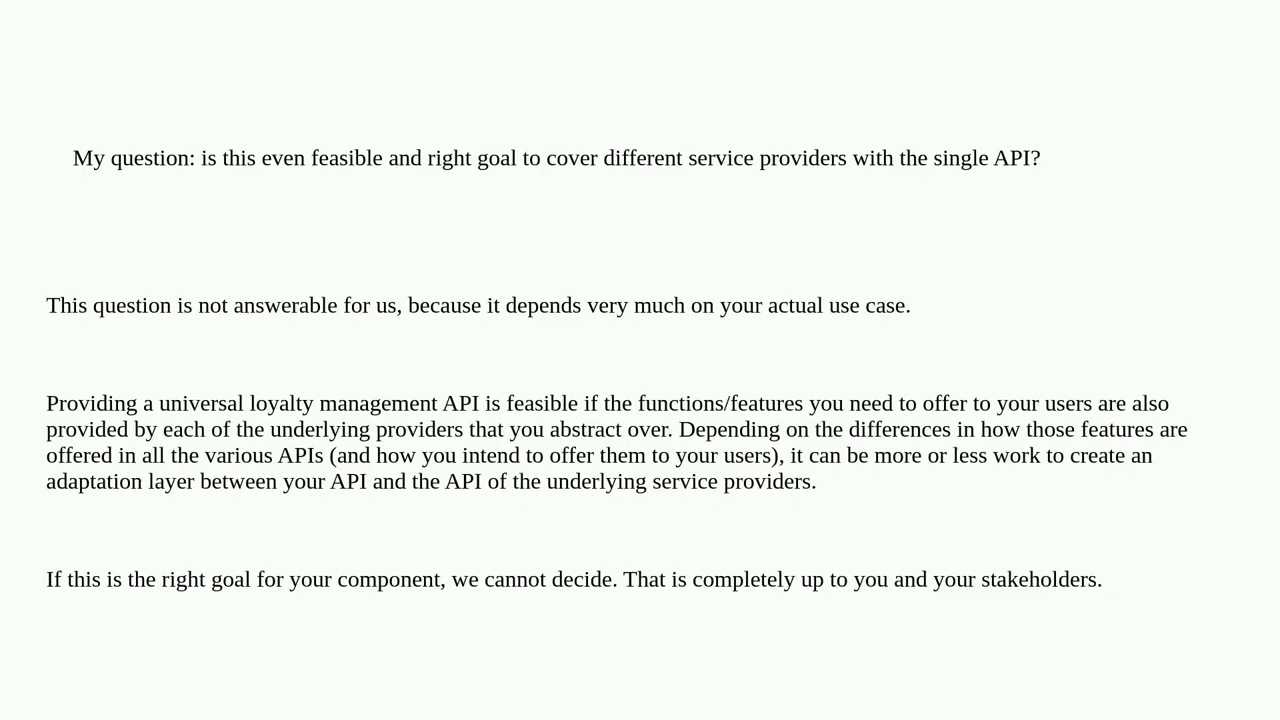 My question: is this even feasible and right goal to cover different service providers with the single API?
This question is not answerable for us, because it depends very much on your actual use case.
Providing a universal loyalty management API is feasible if the functions/features you need to offer to your users are also
provided by each of the underlying providers that you abstract over. Depending on the differences in how those features are
offered in all the various APIs (and how you intend to offer them to your users), it can be more or less work to create an
adaptation layer between your API and the API of the underlying service providers.
If this is the right goal for your component, we cannot decide. That is completely up to you and your stakeholders.